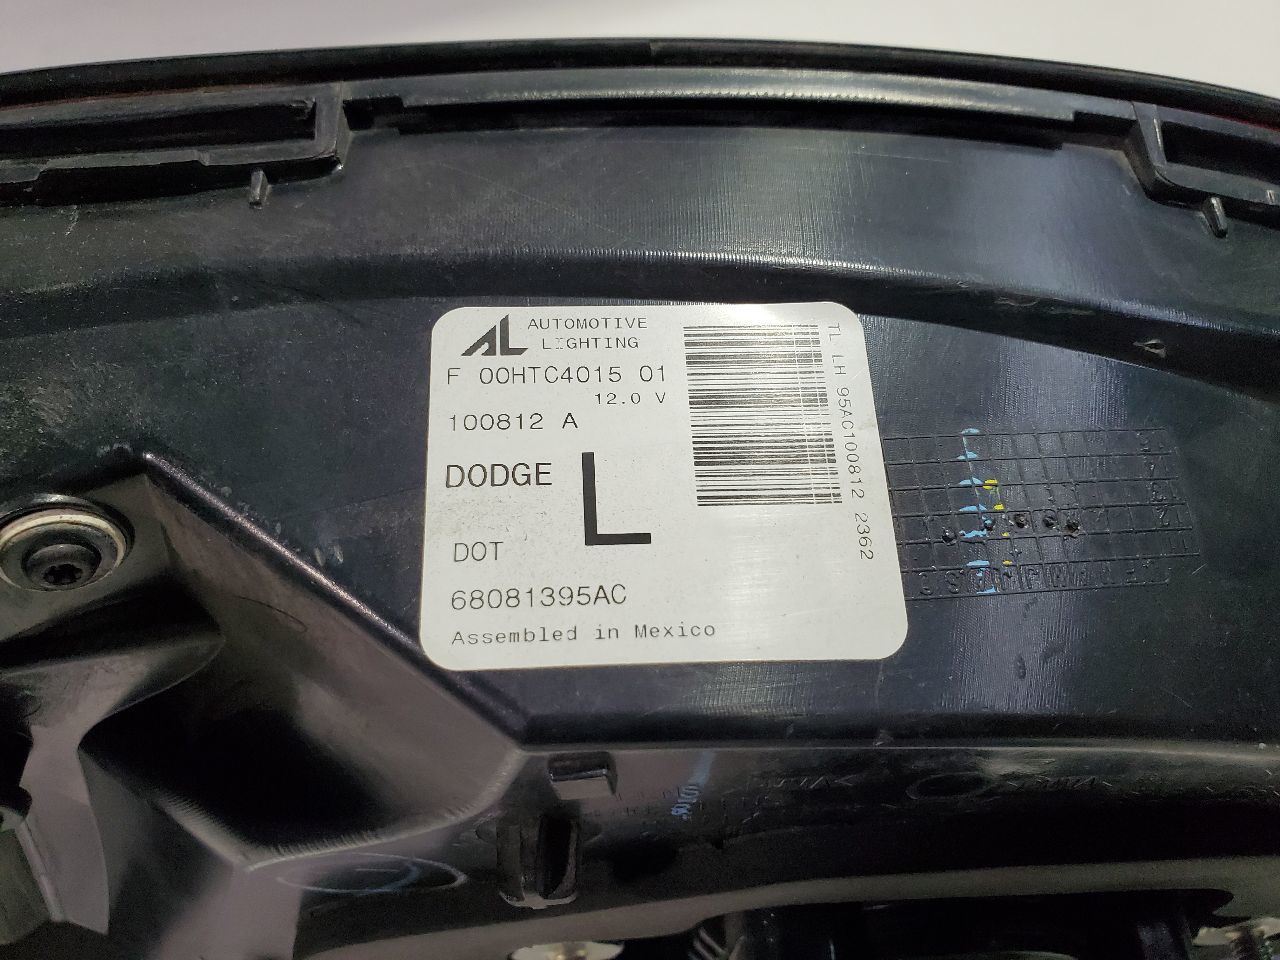 AL AUTOMOTIVE
LIGHTING
F 00HTC4015 01
12.0 V
100812 A
DODGE
L
DOT
68081395AC
Assembled in Mexico
TL LH 95AC100812 2362